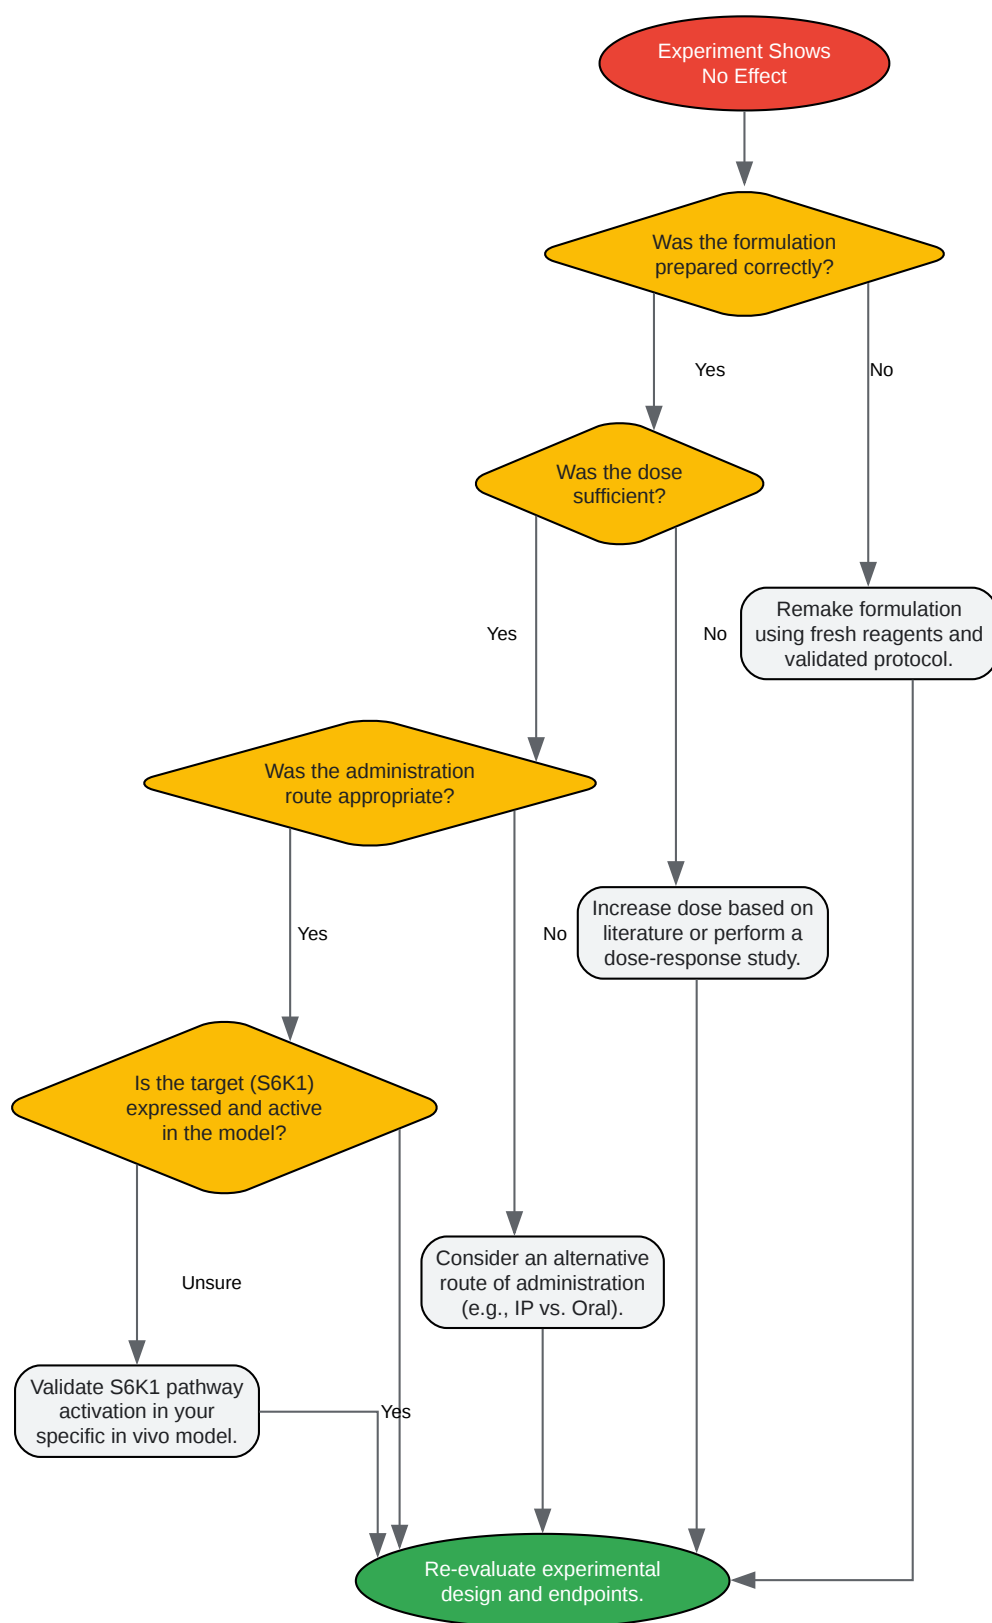 Experiment Shows
No Effect
Was the formulation
prepared correctly?
Yes
No
Was the dose
sufficient?
Yes
No
Remake formulation
using fresh reagents and
validated protocol.
Was the administration
route appropriate?
Yes
No
Increase dose based on
literature or perform a
dose-response study.
Is the target (S6K1)
expressed and active
in the model?
Unsure
Consider an alternative
route of administration
(e.g., IP vs. Oral).
Validate S6K1 pathway
activation in your
specific in vivo model.
Yes
Re-evaluate experimental
design and endpoints.